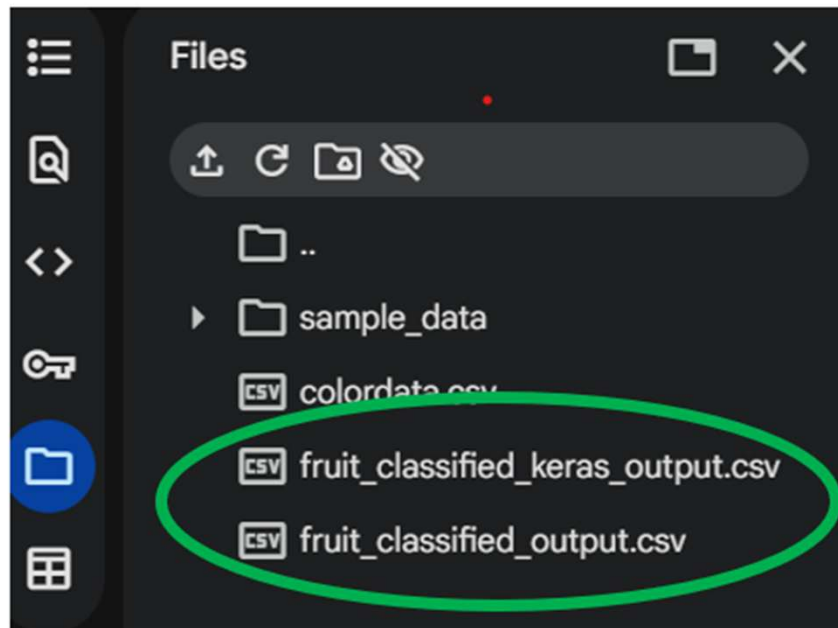 Files
..
sample_data
CSV colordata.csv
CSV fruit_classified_keras_output.csv
CSV fruit_classified_output.csv